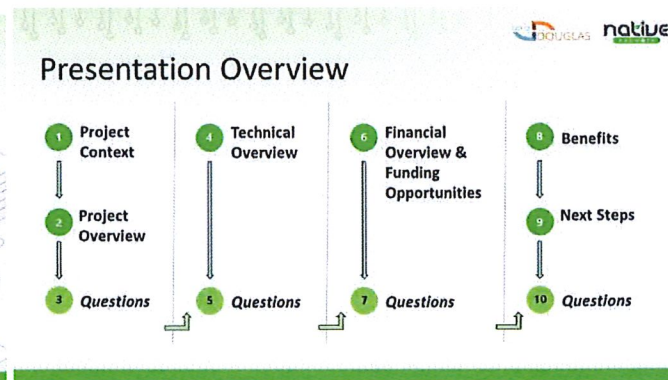 DOUGLAS
native
Presentation Overview
1 Project
Context
2 Project
Overview
3 Questions
4 Technical
Overview
5 Questions
6 Financial
Overview &
Funding
Opportunities
7 Questions
8 Benefits
9 Next Steps
10 Questions